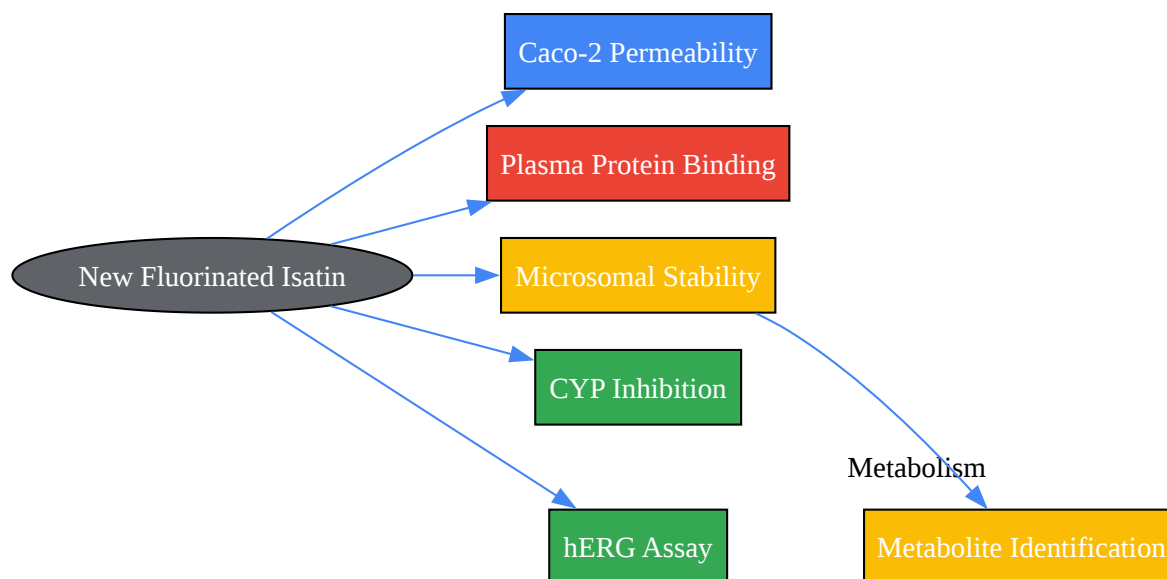 Caco-2 Permeability
Plasma Protein Binding
New Fluorinated Isatin
Microsomal Stability
CYP Inhibition
Metabolism
hERG Assay
Metabolite Identification